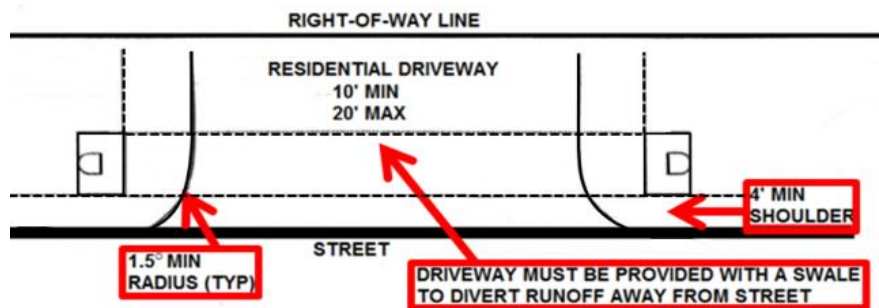 RIGHT-OF-WAY LINE
RESIDENTIAL DRIVEWAY
10' MIN
20' MAX
4' MIN
SHOULDER
1.5° MIN
RADIUS (TYP)
STREET
DRIVEWAY MUST BE PROVIDED WITH A SWALE
TO DIVERT RUNOFF AWAY FROM STREET